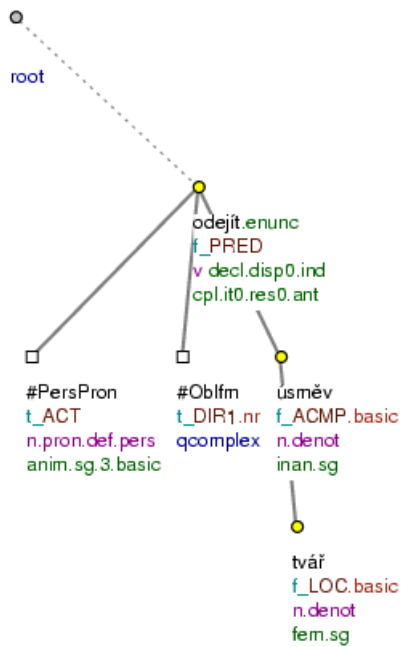 root
odejít.enunc
f_PRED
v decl.disp0.ind
cpl.it0.res0.ant
#PersPron
t_ACT
n.pron.def.pers
anim.sg.3.basic
#Oblfm
t_DIR1.nr
qcomplex
úsměv
f_ACMP.basic
n.denot
inan.sg
tvář
f_LOC.basic
n.denot
fem.sg